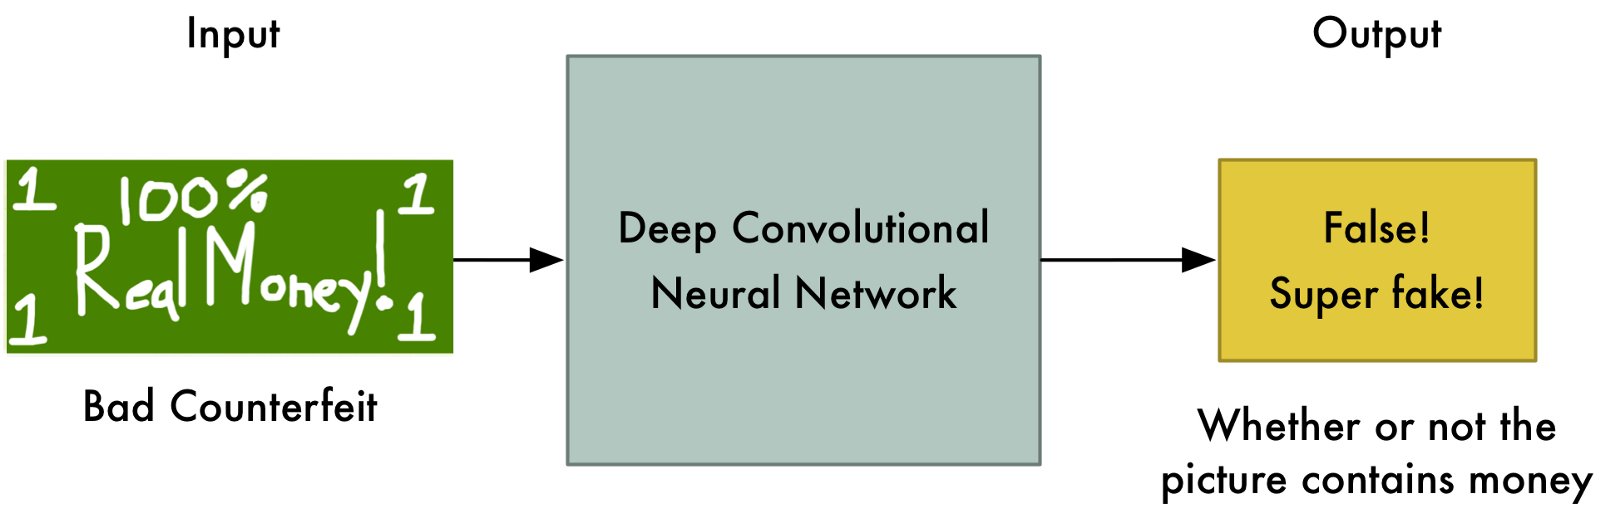 Input
Output
1 100% 1
Real Money!
1 1
Bad Counterfeit
Deep Convolutional
Neural Network
False!
Super fake!
Whether or not the
picture contains money